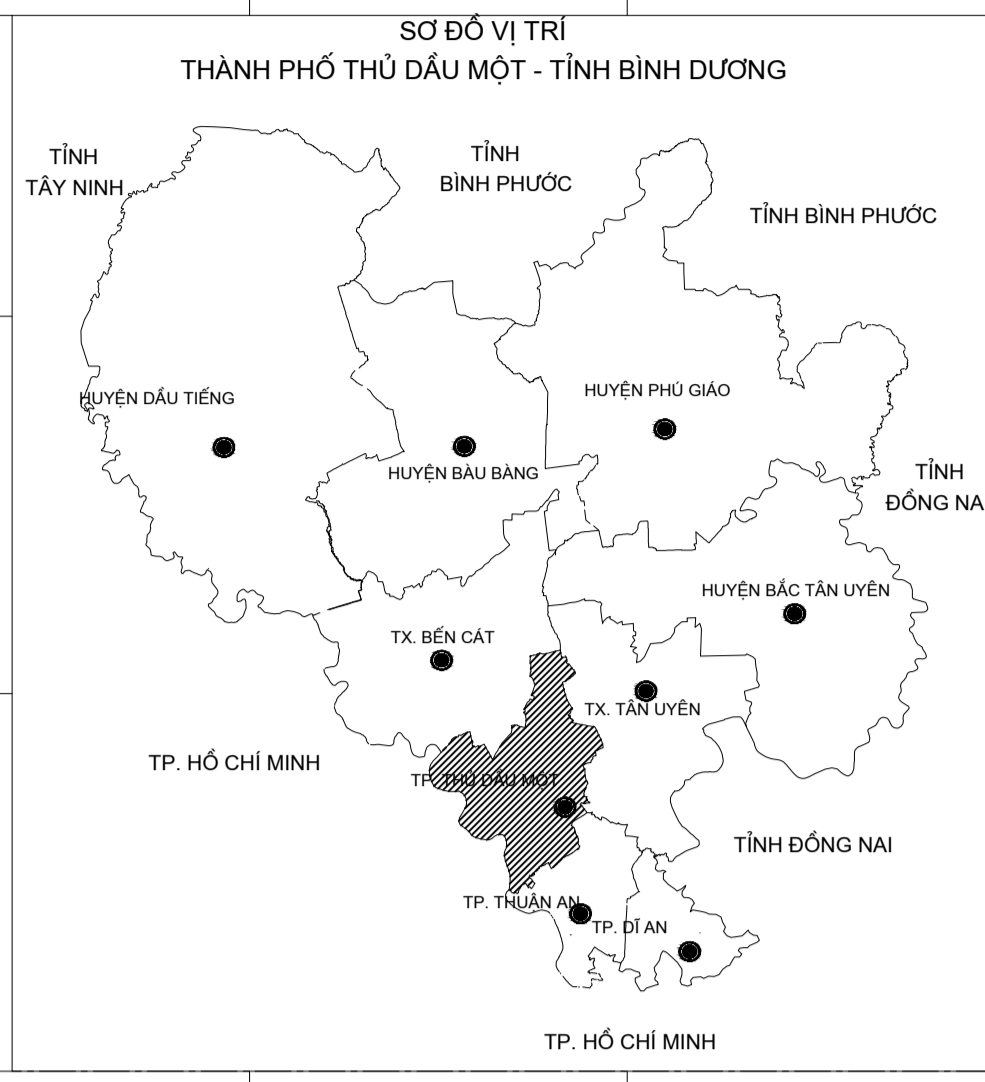 SƠ ĐỒ VỊ TRÍ
THÀNH PHỐ THỦ DẦU MỘT - TỈNH BÌNH DƯƠNG
TỈNH
TÂY NINH
TỈNH
BÌNH PHƯỚC
TỈNH BÌNH PHƯỚC
HUYỆN DẦU TIẾNG
HUYỆN PHÚ GIÁO
HUYỆN BÀU BÀNG
TỈNH
ĐỒNG NA
HUYỆN BẮC TÂN UYÊN
TX. BẾN CÁT
TX. TÂN UYÊN
TP. HỒ CHÍ MINH
TP. THỦ DẦU MỘT
TỈNH ĐỒNG NAI
TP. THUẬN AN
TP. DĨ AN
TP. HỒ CHÍ MINH